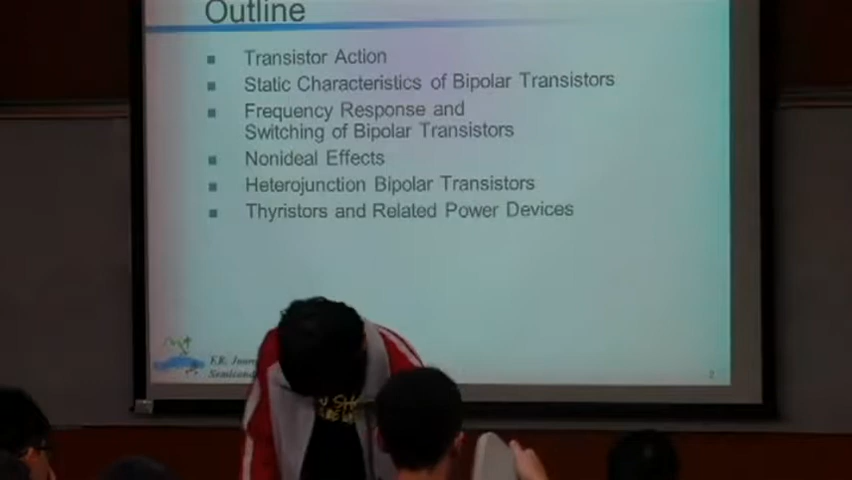 Outline
Transistor Action
Static Characteristics of Bipolar Transistors
Frequency Response and
Switching of Bipolar Transistors
Nonideal Effects
Heterojunction Bipolar Transistors
Thyristors and Related Power Devices
2